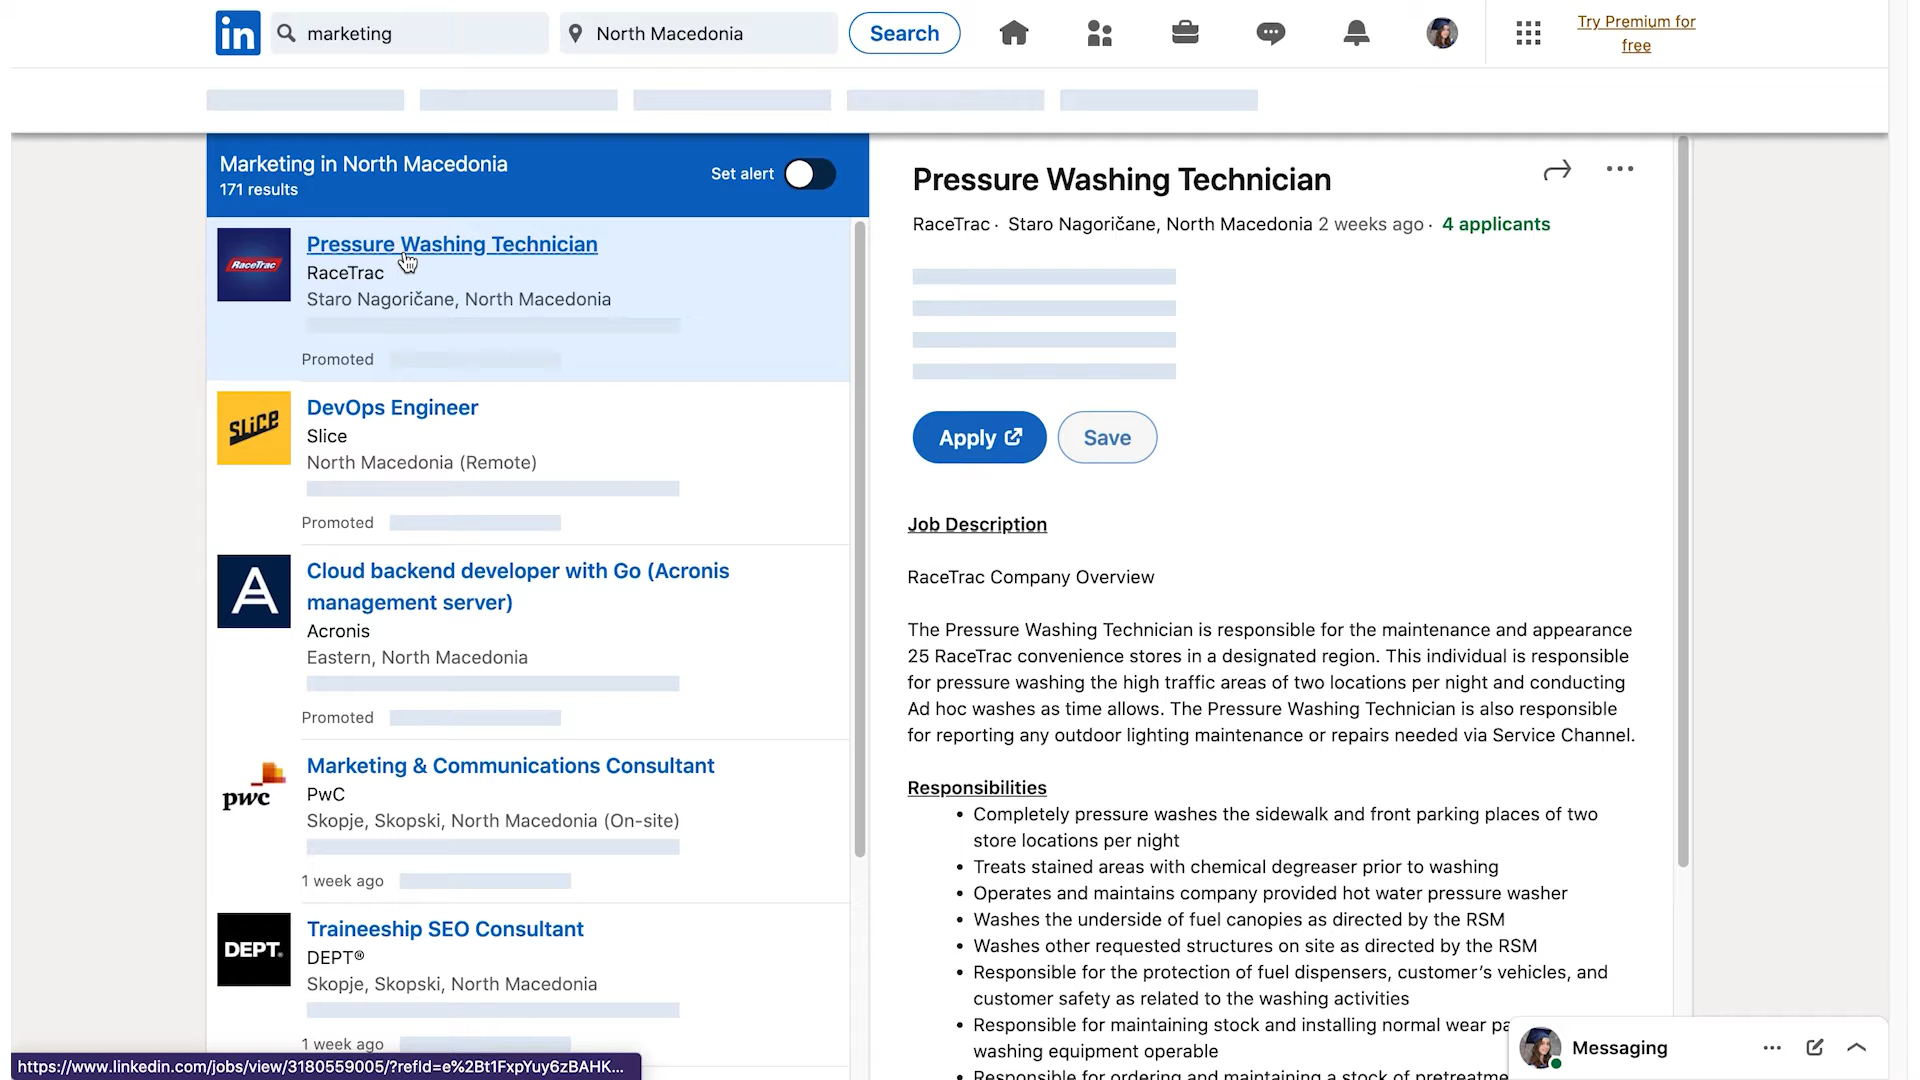 in
marketing
North Macedonia
Search
Try Premium for
free
Marketing in North Macedonia
171 results
Set alert
RaceTrac
Pressure Washing Technician
RaceTrac
Staro Nagoričane, North Macedonia
Promoted
SLiCE
DevOps Engineer
Slice
North Macedonia (Remote)
Promoted
A
Cloud backend developer with Go (Acronis
management server)
Acronis
Eastern, North Macedonia
Promoted
pwc
Marketing & Communications Consultant
PwC
Skopje, Skopski, North Macedonia (On-site)
1 week ago
DEPT.
Traineeship SEO Consultant
DEPT®
Skopje, Skopski, North Macedonia
1 week ago
https://www.linkedin.com/jobs/view/3180559005/?refId=e%2Bt1FxpYuy6zBAHK...
Pressure Washing Technician
RaceTrac · Staro Nagoričane, North Macedonia 2 weeks ago · 4 applicants
Apply
Save
Job Description
RaceTrac Company Overview
The Pressure Washing Technician is responsible for the maintenance and appearance
25 RaceTrac convenience stores in a designated region. This individual is responsible
for pressure washing the high traffic areas of two locations per night and conducting
Ad hoc washes as time allows. The Pressure Washing Technician is also responsible
for reporting any outdoor lighting maintenance or repairs needed via Service Channel.
Responsibilities
• Completely pressure washes the sidewalk and front parking places of two
store locations per night
• Treats stained areas with chemical degreaser prior to washing
• Operates and maintains company provided hot water pressure washer
• Washes the underside of fuel canopies as directed by the RSM
• Washes other requested structures on site as directed by the RSM
• Responsible for the protection of fuel dispensers, customer's vehicles, and
customer safety as related to the washing activities
• Responsible for maintaining stock and installing normal wear pa
washing equipment operable
• Responsible for ordering and maintaining a stock of pretreatme
Messaging